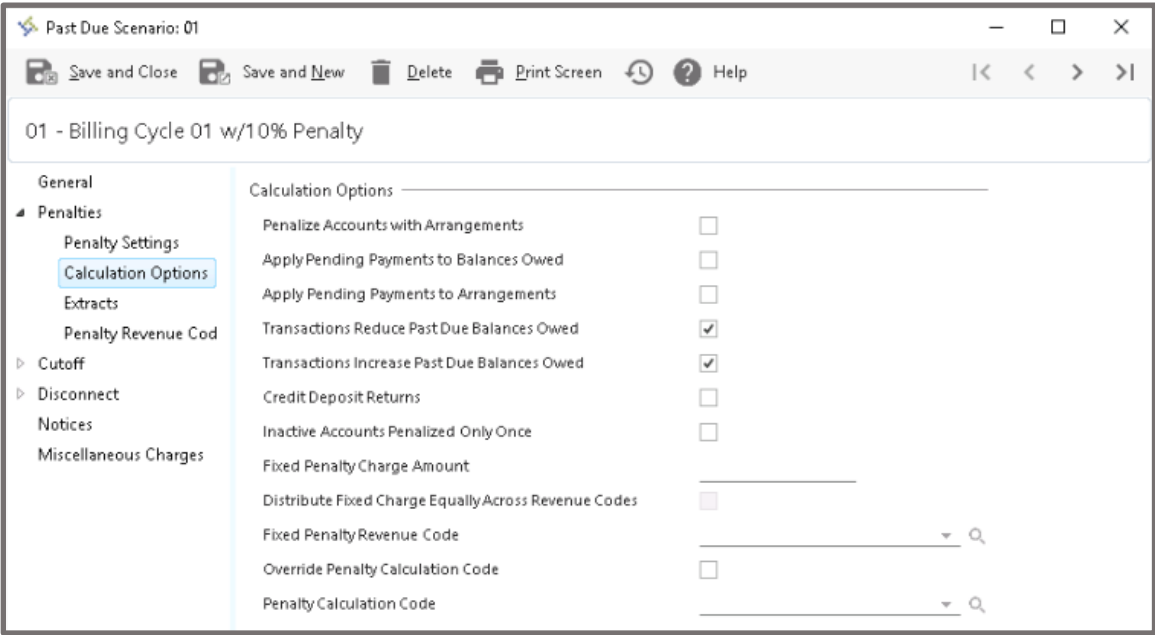 Past Due Scenario: 01
Save and Close Save and New Delete Print Screen Help
01 - Billing Cycle 01 w/10% Penalty
General
Penalties
Penalty Settings
Calculation Options
Extracts
Penalty Revenue Cod
Cutoff
Disconnect
Notices
Miscellaneous Charges
Calculation Options
Penalize Accounts with Arrangements
Apply Pending Payments to Balances Owed
Apply Pending Payments to Arrangements
Transactions Reduce Past Due Balances Owed
Transactions Increase Past Due Balances Owed
Credit Deposit Returns
Inactive Accounts Penalized Only Once
Fixed Penalty Charge Amount
Distribute Fixed Charge Equally Across Revenue Codes
Fixed Penalty Revenue Code
Override Penalty Calculation Code
Penalty Calculation Code